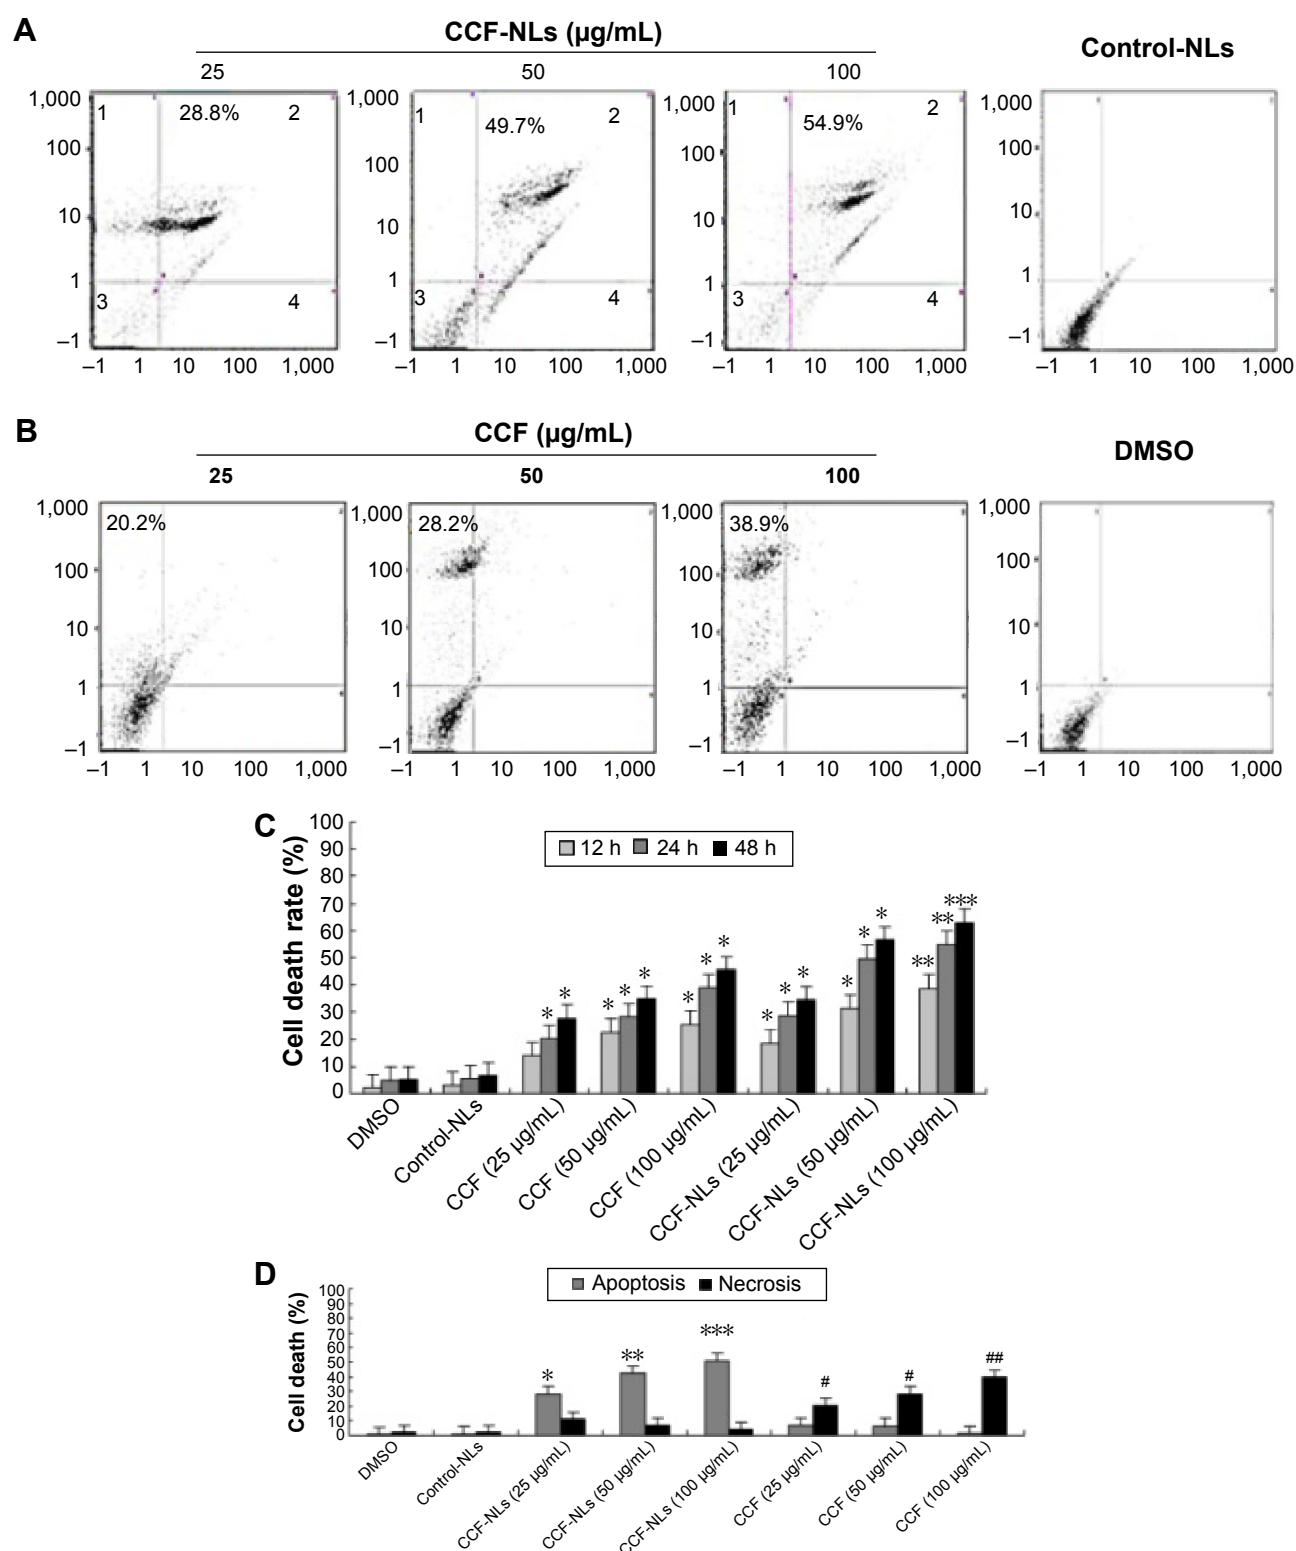 A
CCF-NLs (µg/mL)
Control-NLs
25 50 100
1,000 100 10 1 –1
1 28.8% 2
3 4
–1 1 10 100 1,000
1,000 100 10 1 –1
1 49.7% 2
3 4
–1 1 10 100 1,000
1,000 100 10 1 –1
1 54.9% 2
3 4
–1 1 10 100 1,000
1,000 100 10 1 –1
–1 1 10 100 1,000
B
CCF (µg/mL)
DMSO
25 50 100
1,000 100 10 1 –1
20.2%
–1 1 10 100 1,000
1,000 100 10 1 –1
28.2%
–1 1 10 100 1,000
1,000 100 10 1 –1
38.9%
–1 1 10 100 1,000
1,000 100 10 1 –1
–1 1 10 100 1,000
C
Cell death rate (%)
12 h 24 h 48 h
100
90
80
70
60
50
40
30
20
10
0
* * * * * * * * * * * * * ** ** ***
DMSO
Control-NLs
CCF (25 µg/mL)
CCF (50 µg/mL)
CCF (100 µg/mL)
CCF-NLs (25 µg/mL)
CCF-NLs (50 µg/mL)
CCF-NLs (100 µg/mL)
D
Cell death (%)
Apoptosis Necrosis
100
90
80
70
60
50
40
30
20
10
0
* ** *** # # ##
DMSO
Control-NLs
CCF-NLs (25 µg/mL)
CCF-NLs (50 µg/mL)
CCF-NLs (100 µg/mL)
CCF (25 µg/mL)
CCF (50 µg/mL)
CCF (100 µg/mL)